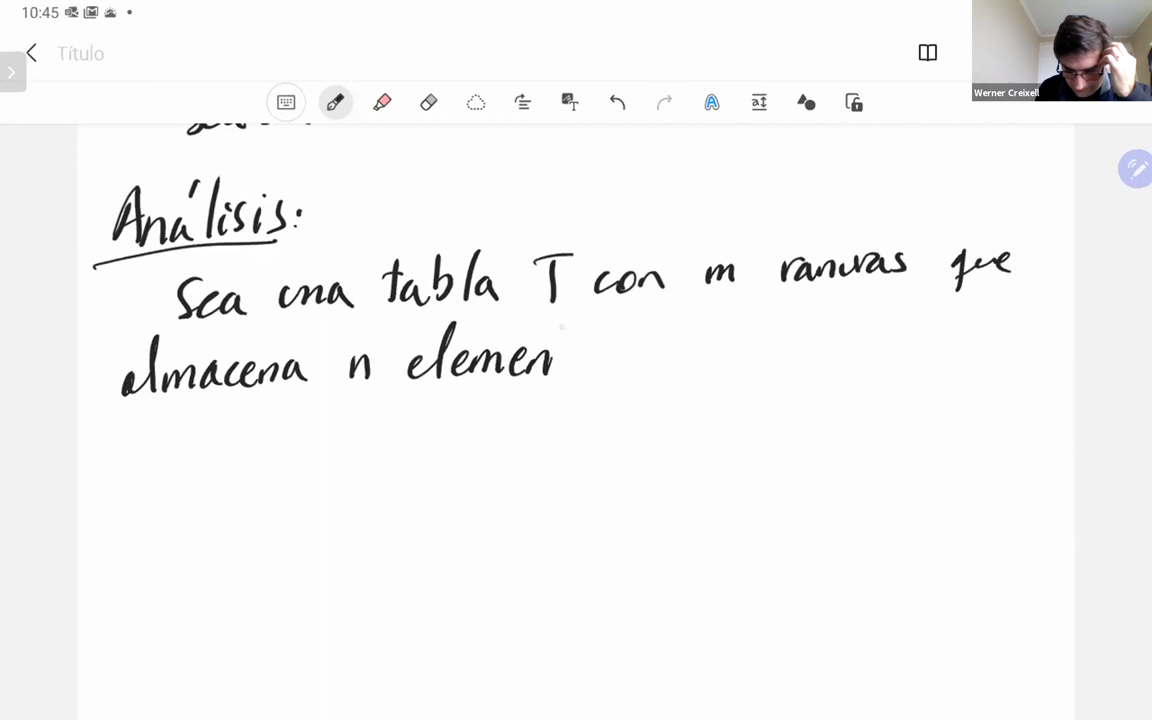 10:45
Título
Werner Creixell
Análisis:
Sea una tabla T con m ranuras que
almacena n elemen